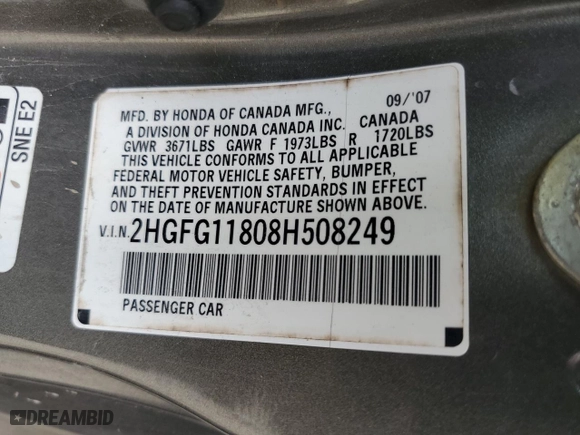 SNE E2
MFD. BY HONDA OF CANADA MFG., 09/'07
A DIVISION OF HONDA CANADA INC. CANADA
GVWR 3671LBS GAWR F 1973LBS R 1720LBS
THIS VEHICLE CONFORMS TO ALL APPLICABLE
FEDERAL MOTOR VEHICLE SAFETY, BUMPER,
AND THEFT PREVENTION STANDARDS IN EFFECT
ON THE DATE OF MANUFACTURE SHOWN ABOVE.
V.I.N. 2HGFG11808H508249
PASSENGER CAR
DREAMBID